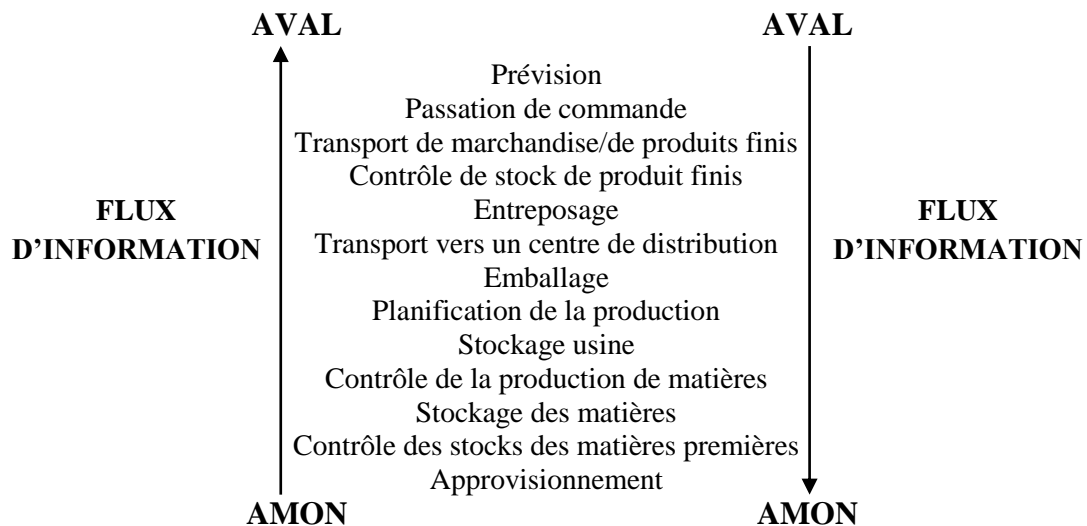 AVAL AVAL
Prévision
Passation de commande
Transport de marchandise/de produits finis
Contrôle de stock de produit finis
FLUX Entreposage FLUX
D’INFORMATION Transport vers un centre de distribution D’INFORMATION
Emballage
Planification de la production
Stockage usine
Contrôle de la production de matières
Stockage des matières
Contrôle des stocks des matières premières
Approvisionnement
AMON AMON